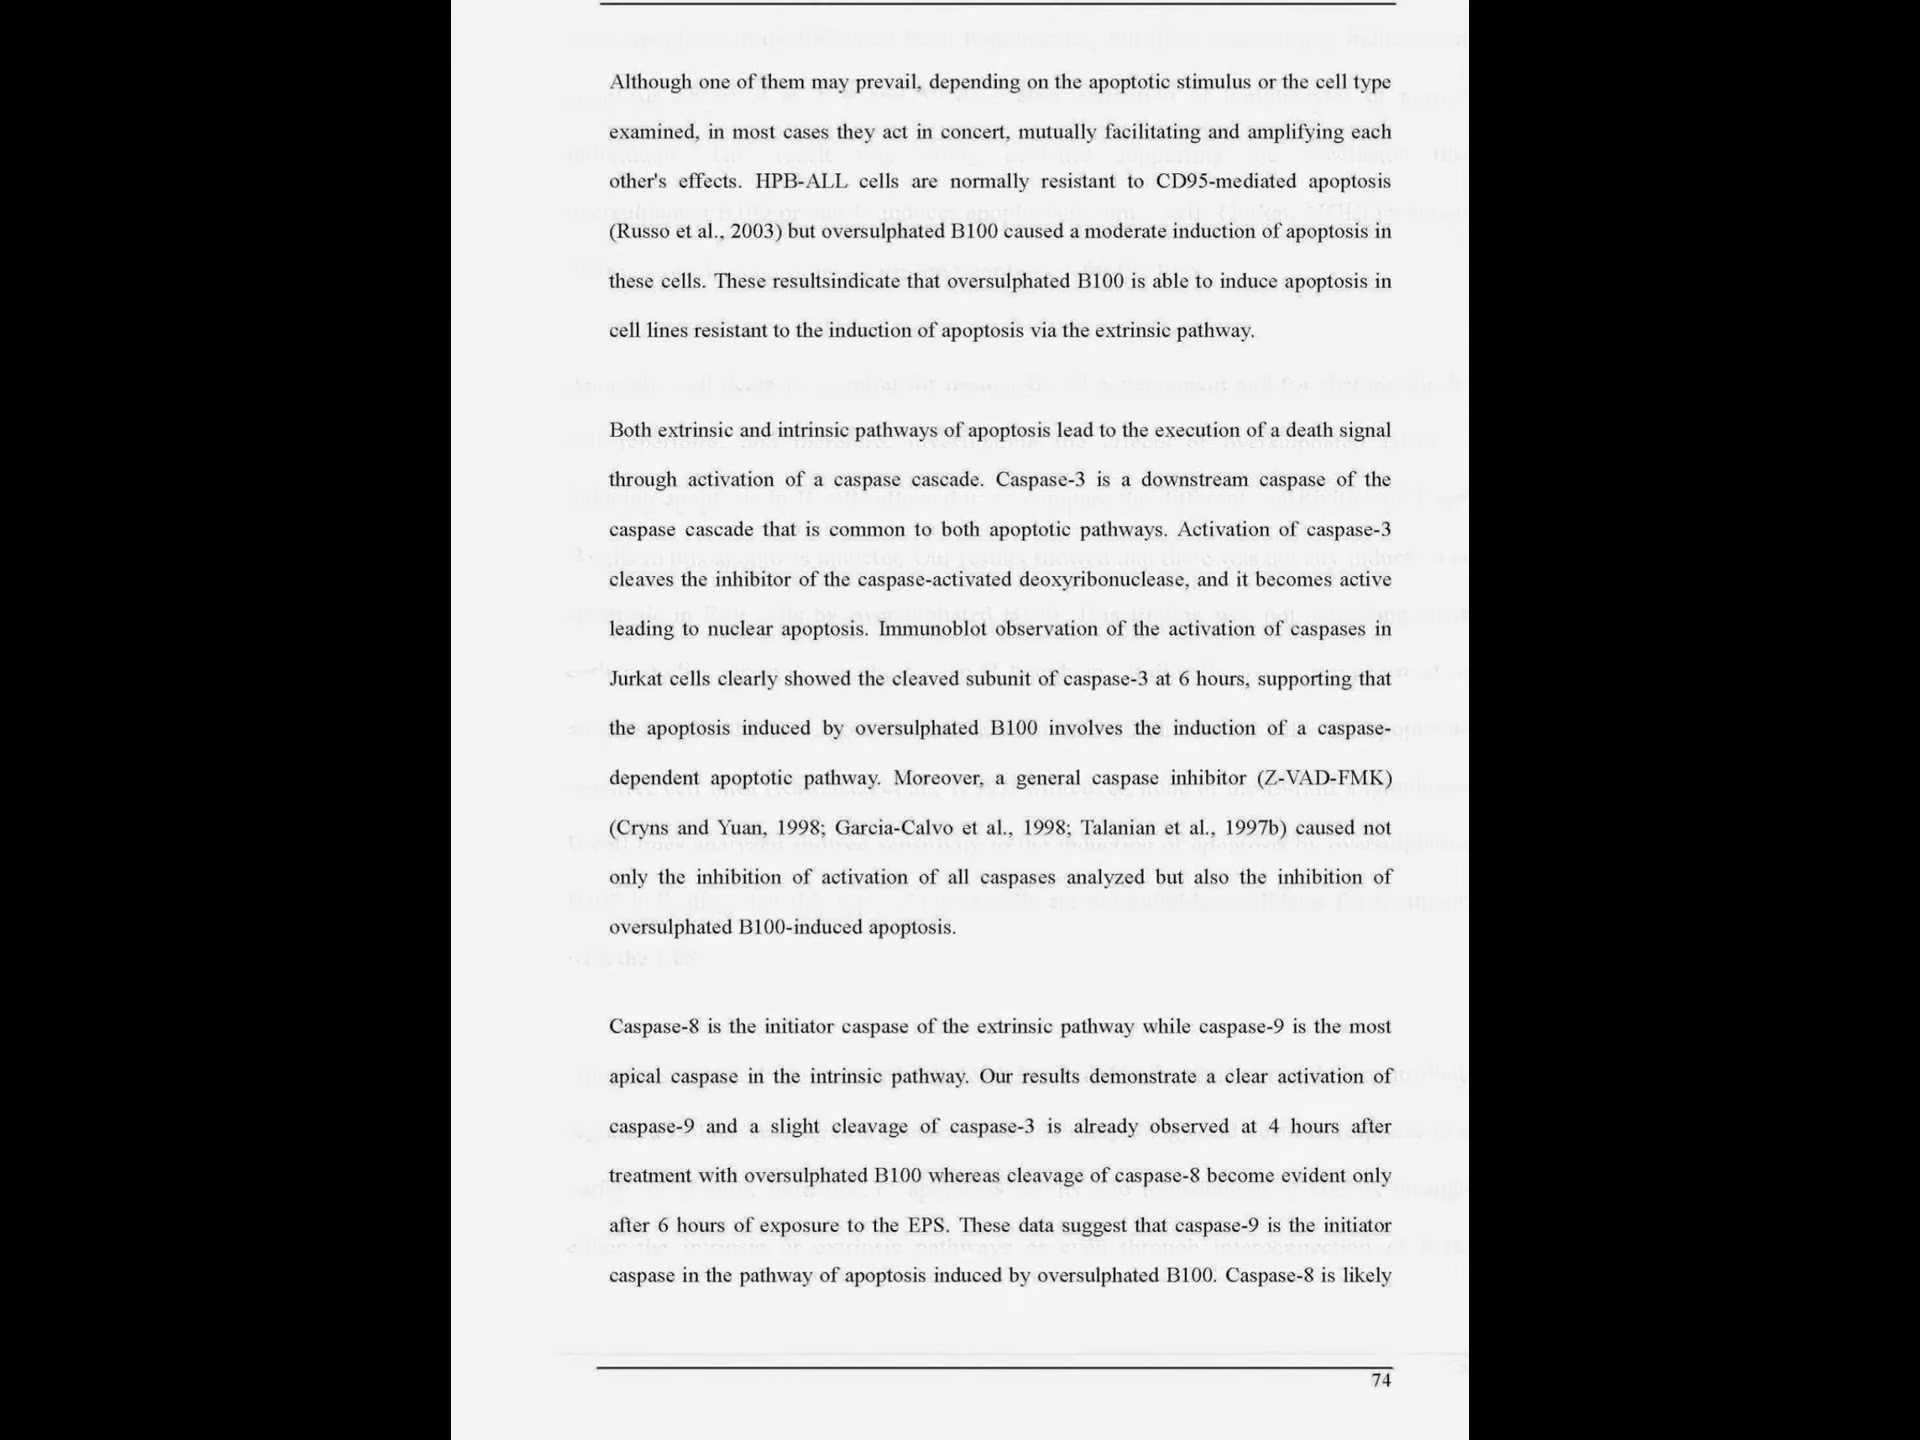 Although one of them may prevail, depending on the apoptotic stimulus or the cell type
examined, in most cases they act in concert, mutually facilitating and amplifying each
other's effects. HPB-ALL cells are normally resistant to CD95-mediated apoptosis
(Russo et al., 2003) but oversulphated B100 caused a moderate induction of apoptosis in
these cells. These resultsindicate that oversulphated B100 is able to induce apoptosis in
cell lines resistant to the induction of apoptosis via the extrinsic pathway.
Both extrinsic and intrinsic pathways of apoptosis lead to the execution of a death signal
through activation of a caspase cascade. Caspase-3 is a downstream caspase of the
caspase cascade that is common to both apoptotic pathways. Activation of caspase-3
cleaves the inhibitor of the caspase-activated deoxyribonuclease, and it becomes active
leading to nuclear apoptosis. Immunoblot observation of the activation of caspases in
Jurkat cells clearly showed the cleaved subunit of caspase-3 at 6 hours, supporting that
the apoptosis induced by oversulphated B100 involves the induction of a caspase-
dependent apoptotic pathway. Moreover, a general caspase inhibitor (Z-VAD-FMK)
(Cryns and Yuan, 1998; Garcia-Calvo et al., 1998; Talanian et al., 1997b) caused not
only the inhibition of activation of all caspases analyzed but also the inhibition of
oversulphated B100-induced apoptosis.
Caspase-8 is the initiator caspase of the extrinsic pathway while caspase-9 is the most
apical caspase in the intrinsic pathway. Our results demonstrate a clear activation of
caspase-9 and a slight cleavage of caspase-3 is already observed at 4 hours after
treatment with oversulphated B100 whereas cleavage of caspase-8 become evident only
after 6 hours of exposure to the EPS. These data suggest that caspase-9 is the initiator
caspase in the pathway of apoptosis induced by oversulphated B100. Caspase-8 is likely
74